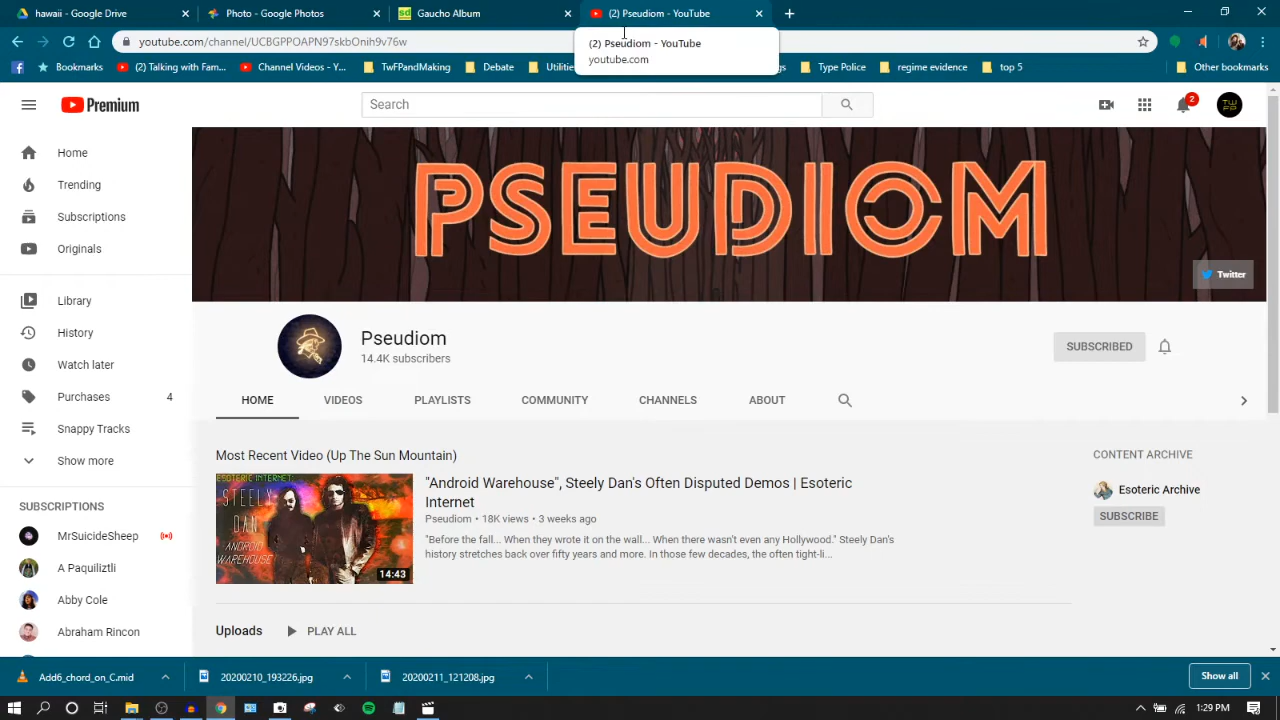 hawaii - Google Drive
Photo - Google Photos
Gaucho Album
(2) Pseudiom - YouTube
youtube.com/channel/UCBGPPOAPN97skbOnih9v76w
(2) Pseudiom - YouTube
youtube.com
Bookmarks
(2) Talking with Fam...
Channel Videos - Y...
TwFPandMaking
Debate
Utilitie
gs
Type Police
regime evidence
top 5
Other bookmarks
Premium
Search
2
TW
FP
Home
Trending
Subscriptions
Originals
Library
History
Watch later
Purchases 4
Snappy Tracks
Show more
SUBSCRIPTIONS
MrSuicideSheep
A Paquiliztli
Abby Cole
Abraham Rincon
PSEUDIOM
Twitter
Pseudiom
14.4K subscribers
SUBSCRIBED
HOME VIDEOS PLAYLISTS COMMUNITY CHANNELS ABOUT
Most Recent Video (Up The Sun Mountain)
ESOTERIC INTERNET:
STEELY
DAN
ANDROID
WAREHOUSE
14:43
"Android Warehouse", Steely Dan's Often Disputed Demos | Esoteric
Internet
Pseudiom • 18K views • 3 weeks ago
"Before the fall... When they wrote it on the wall... When there wasn't even any Hollywood." Steely Dan's
history stretches back over fifty years and more. In those few decades, the often tight-li...
CONTENT ARCHIVE
Esoteric Archive
SUBSCRIBE
Uploads
PLAY ALL
Add6_chord_on_C.mid
20200210_193226.jpg
20200211_121208.jpg
Show all
1:29 PM